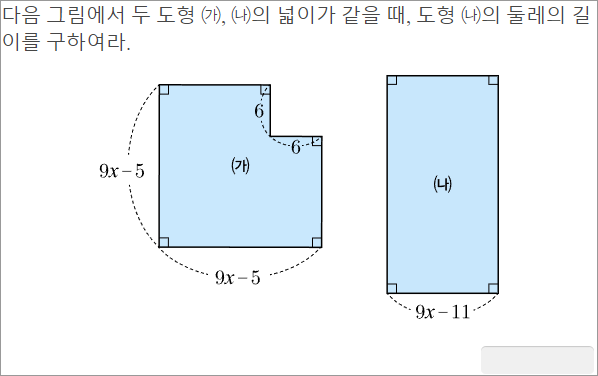 다음 그림에서 두 도형 ㈎, ㈏의 넓이가 같을 때, 도형 ㈏의 둘레의 길
이를 구하여라.
6
6
9x−5
㈎
㈏
9x−5
9x−11